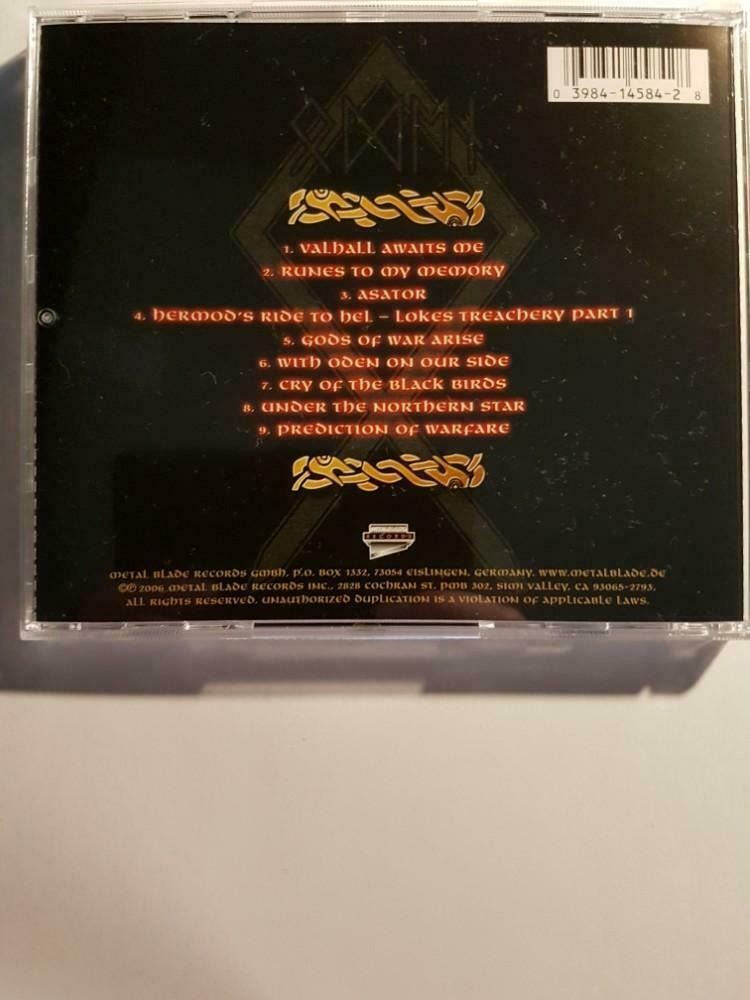 ᛟᛞᛖᚾ
0 3984-14584-2 8
1. VALHALL AWAITS ME
2. RUNES TO MY MEMORY
3. ASATOR
4. HERMOD'S RIDE TO HEL – LOKES TREACHERY PART 1
5. GODS OF WAR ARISE
6. WITH ODEN ON OUR SIDE
7. CRY OF THE BLACK BIRDS
8. UNDER THE NORTHERN STAR
9. PREDICTION OF WARFARE
METAL BLADE
RECORDS
METAL BLADE RECORDS GMBH, P.O. BOX 1332, 73054 EISLINGEN, GERMANY. WWW.METALBLADE.DE
©℗ 2006 METAL BLADE RECORDS INC., 2828 COCHRAN ST. PMB 302, SIMI VALLEY, CA 93065-2793.
ALL RIGHTS RESERVED. UNAUTHORIZED DUPLICATION IS A VIOLATION OF APPLICABLE LAWS.